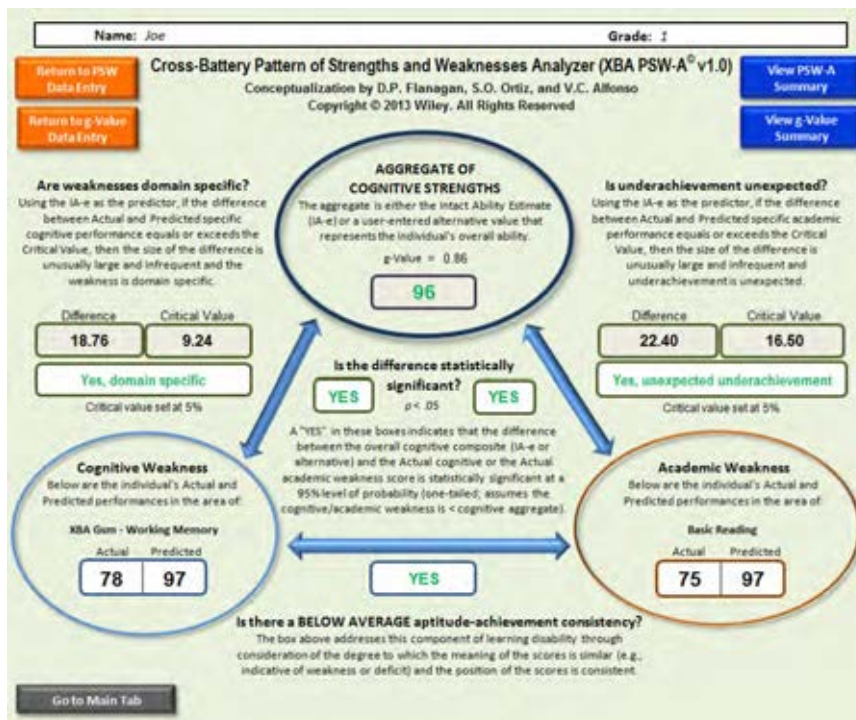 Name: Joe Grade: 1
Return to PSW
Data Entry
Cross-Battery Pattern of Strengths and Weaknesses Analyzer (XBA PSW-A© v1.0)
Conceptualization by D.P. Flanagan, S.O. Ortiz, and V.C. Alfonso
Copyright © 2013 Wiley. All Rights Reserved
View PSW-A
Summary
Return to g-Value
Data Entry
View g-Value
Summary
AGGREGATE OF
COGNITIVE STRENGTHS
The aggregate is either the Intact Ability Estimate
(IA-e) or a user-entered alternative value that
represents the individual's overall ability.
g-Value = 0.86
96
Are weaknesses domain specific?
Using the IA-e as the predictor, if the difference
between Actual and Predicted specific
cognitive performance equals or exceeds the
Critical Value, then the size of the difference is
unusually large and infrequent and the
weakness is domain specific.
Difference Critical Value
18.76 9.24
Yes, domain specific
Critical value set at 5%
Is underachievement unexpected?
Using the IA-e as the predictor, if the difference
between Actual and Predicted specific academic
performance equals or exceeds the Critical
Value, then the size of the difference is
unusually large and infrequent and
underachievement is unexpected.
Difference Critical Value
22.40 16.50
Yes, unexpected underachievement
Critical value set at 5%
Is the difference statistically
significant?
YES p < .05 YES
A "YES" in these boxes indicates that the difference
between the overall cognitive composite (IA-e or
alternative) and the Actual cognitive or the Actual
academic weakness score is statistically significant at a
95% level of probability (one-tailed; assumes the
cognitive/academic weakness is < cognitive aggregate).
Cognitive Weakness
Below are the individual's Actual and
Predicted performances in the area of:
XBA Gsm - Working Memory
Actual Predicted
78 97
Academic Weakness
Below are the individual's Actual and
Predicted performances in the area of:
Basic Reading
Actual Predicted
75 97
YES
Is there a BELOW AVERAGE aptitude-achievement consistency?
The box above addresses this component of learning disability through
consideration of the degree to which the meaning of the scores is similar (e.g.,
indicative of weakness or deficit) and the position of the scores is consistent.
Go to Main Tab